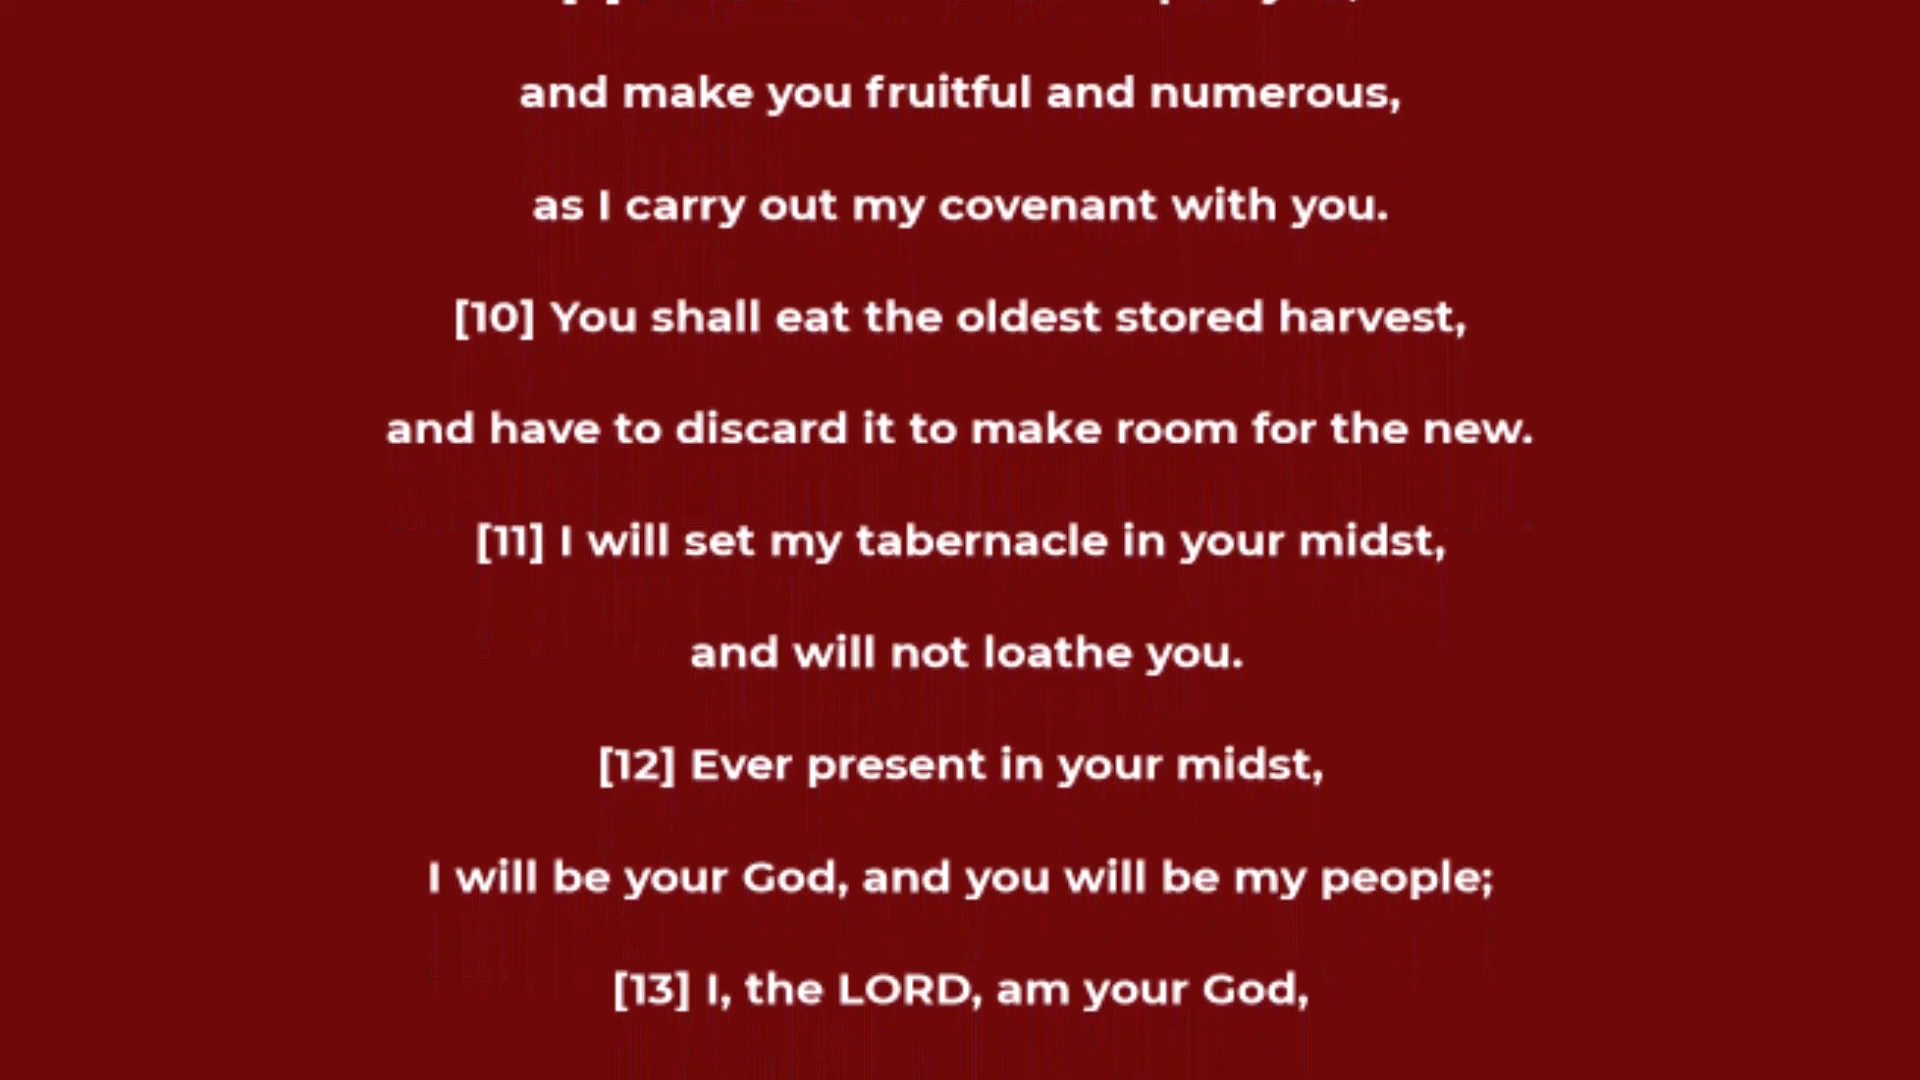 and make you fruitful and numerous,
as I carry out my covenant with you.
[10] You shall eat the oldest stored harvest,
and have to discard it to make room for the new.
[11] I will set my tabernacle in your midst,
and will not loathe you.
[12] Ever present in your midst,
I will be your God, and you will be my people;
[13] I, the LORD, am your God,